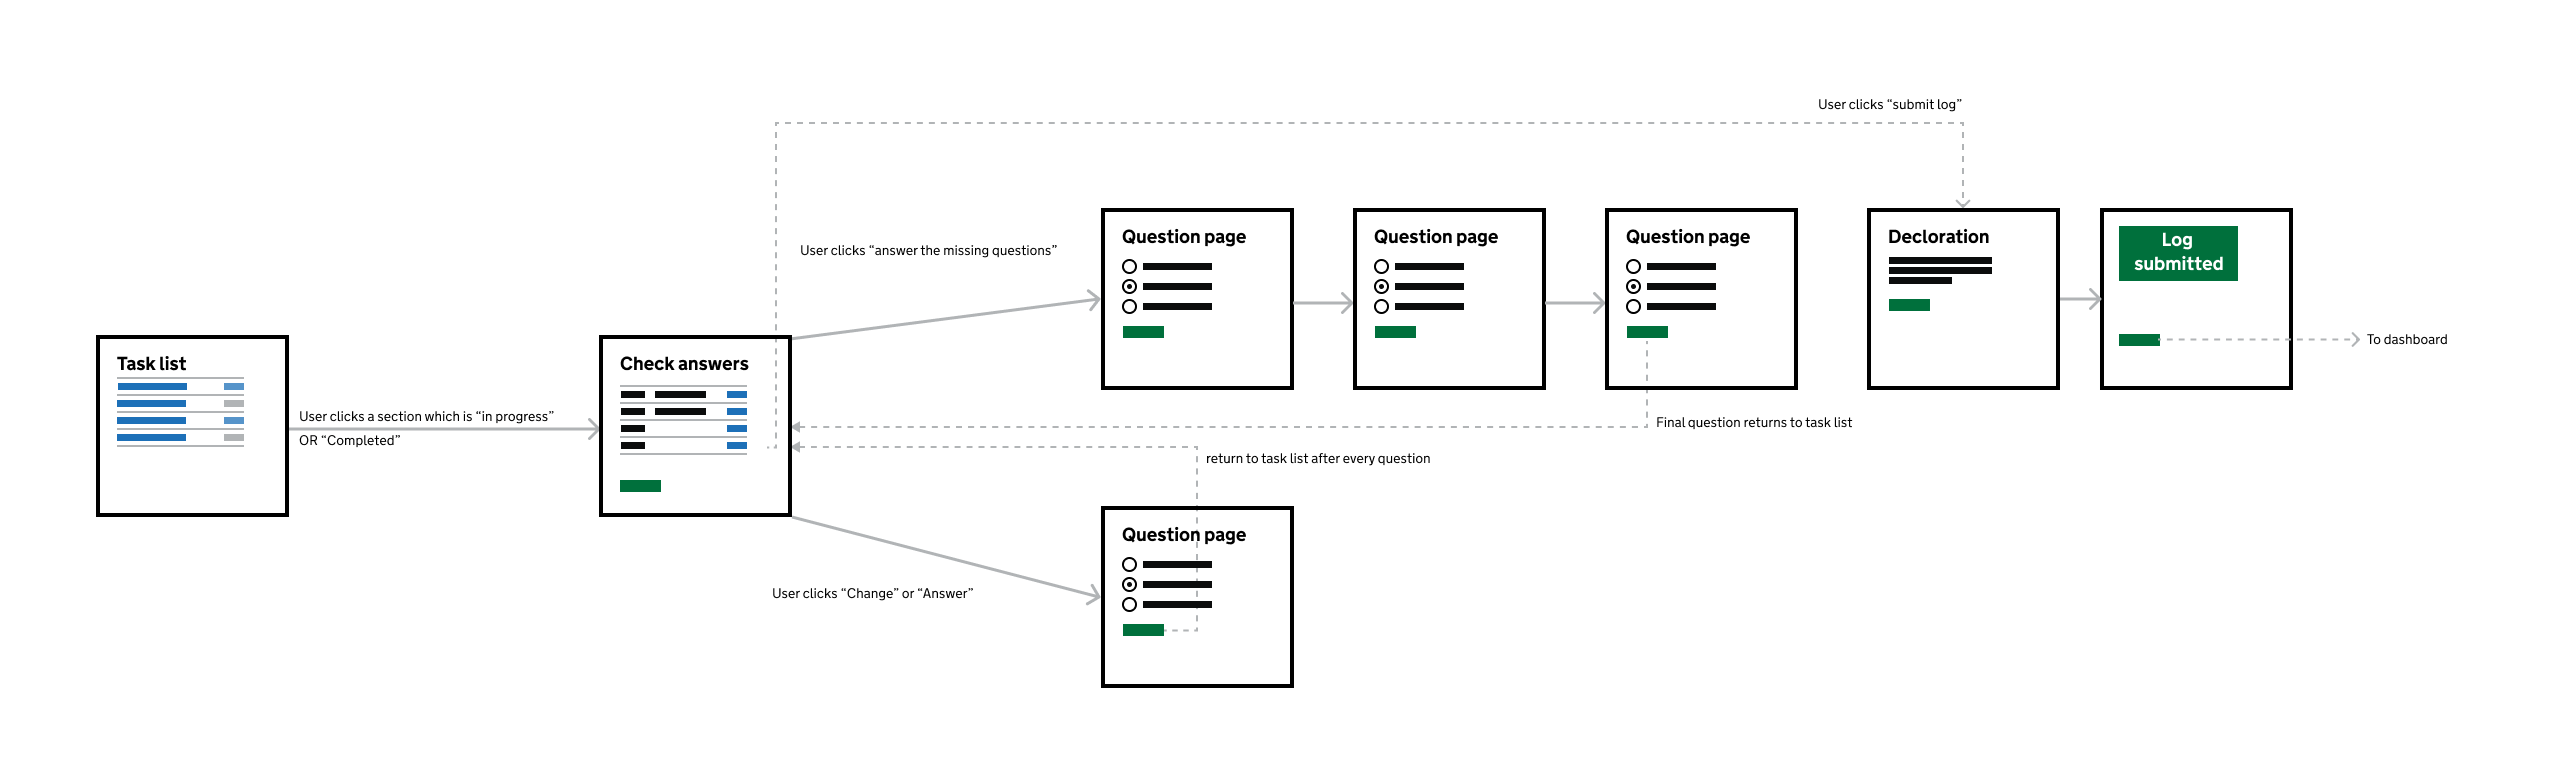 User clicks “submit log”
User clicks “answer the missing questions”
Question page
Question page
Question page
Decloration
Log
submitted
To dashboard
Task list
User clicks a section which is “in progress”
OR “Completed”
Check answers
Final question returns to task list
return to task list after every question
Question page
User clicks “Change” or “Answer”